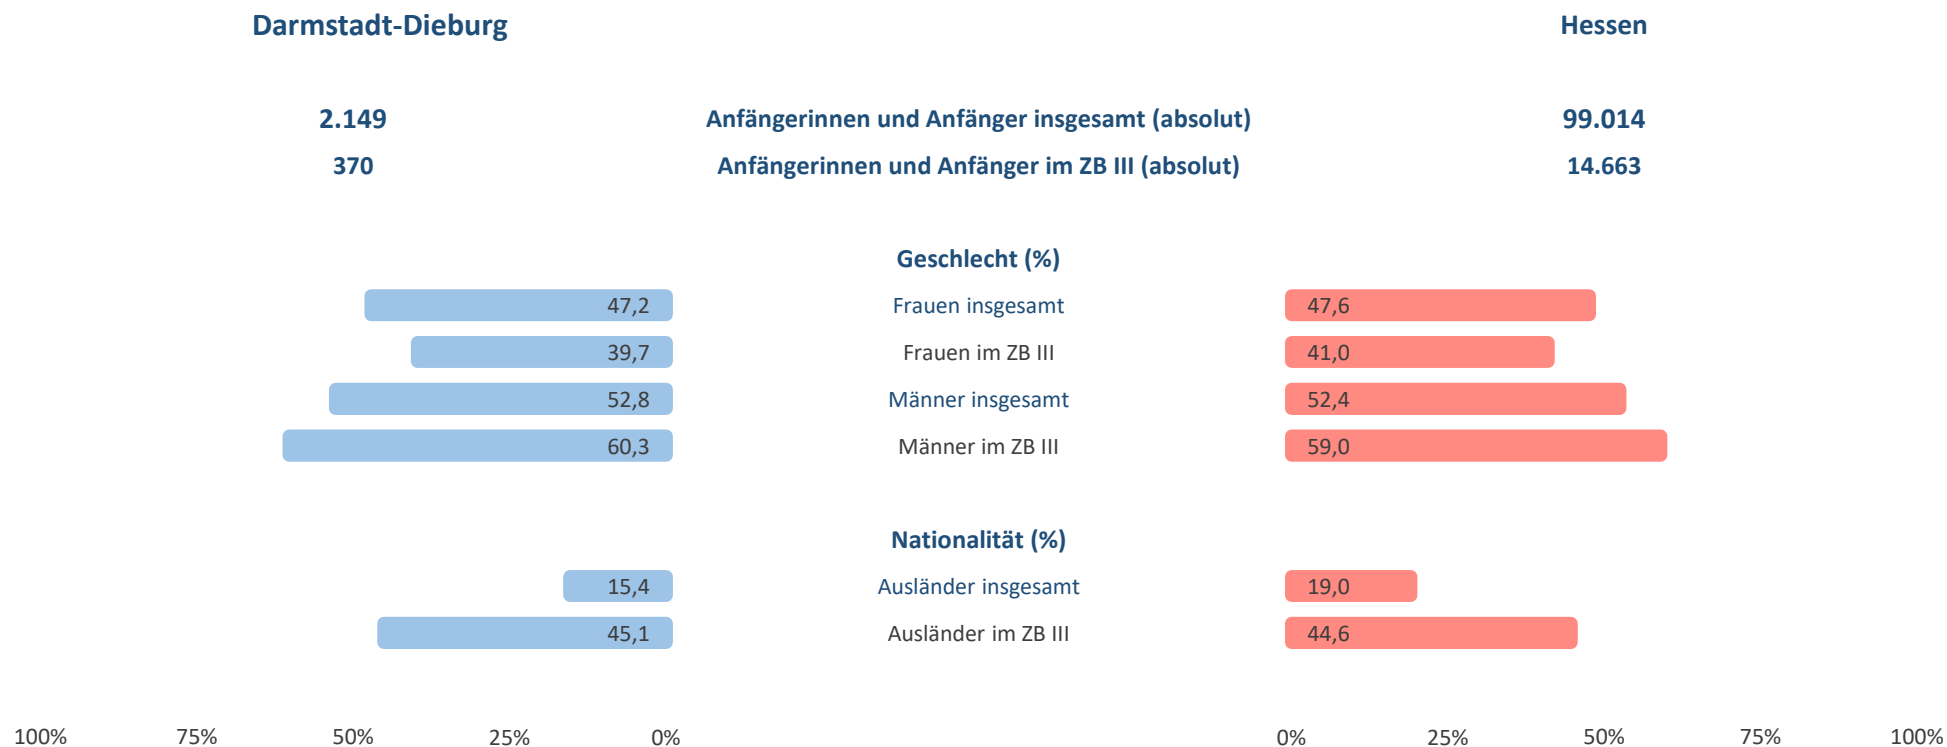 Darmstadt-Dieburg Hessen
2.149 Anfängerinnen und Anfänger insgesamt (absolut) 99.014
370 Anfängerinnen und Anfänger im ZB III (absolut) 14.663
Geschlecht (%)
47,2 Frauen insgesamt 47,6
39,7 Frauen im ZB III 41,0
52,8 Männer insgesamt 52,4
60,3 Männer im ZB III 59,0
Nationalität (%)
15,4 Ausländer insgesamt 19,0
45,1 Ausländer im ZB III 44,6
100% 75% 50% 25% 0% 0% 25% 50% 75% 100%